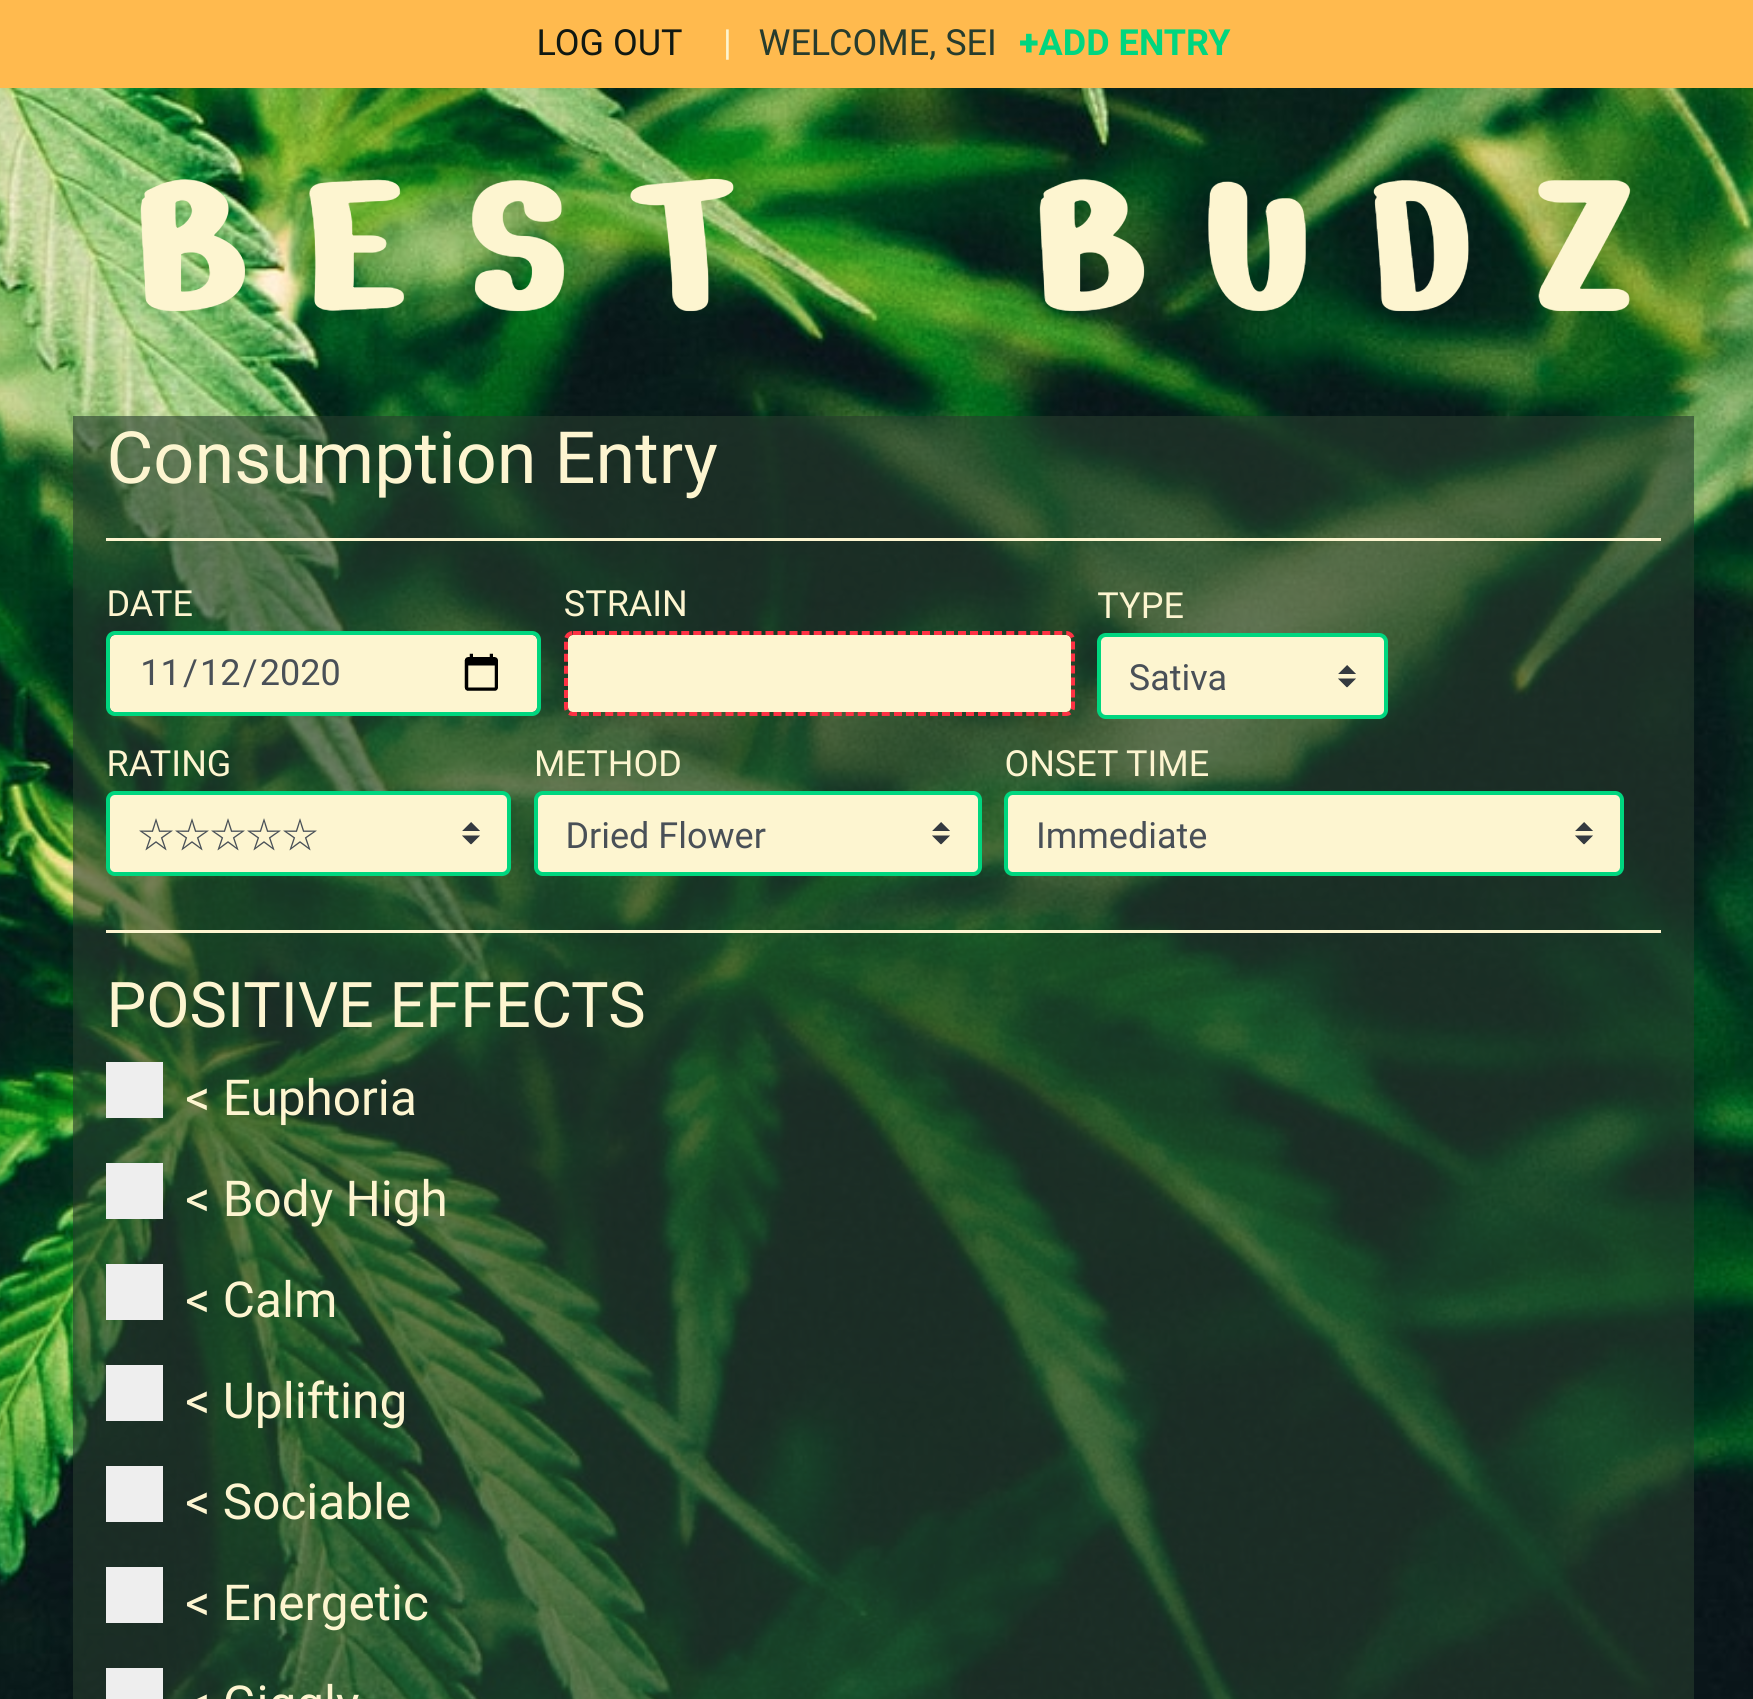 LOG OUT | WELCOME, SEI +ADD ENTRY
BEST BUDZ
Consumption Entry
DATE STRAIN TYPE
11/12/2020 Sativa
RATING METHOD ONSET TIME
☆☆☆☆☆ Dried Flower Immediate
POSITIVE EFFECTS
< Euphoria
< Body High
< Calm
< Uplifting
< Sociable
< Energetic
< Giggly